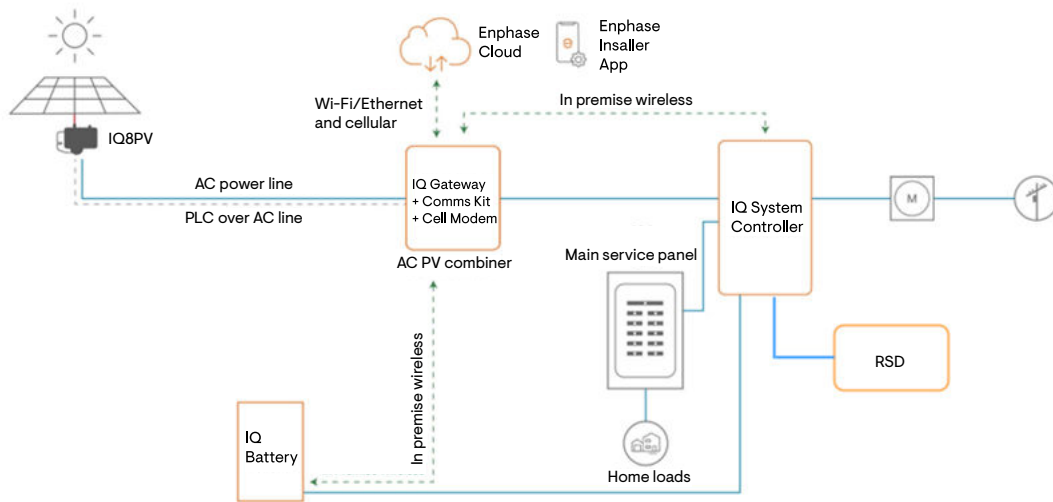 Enphase
Cloud
Enphase
Insaller
App
Wi-Fi/Ethernet
and cellular
In premise wireless
IQ8PV
AC power line
PLC over AC line
IQ Gateway
+ Comms Kit
+ Cell Modem
AC PV combiner
IQ System
Controller
M
Main service panel
RSD
In premise wireless
IQ
Battery
Home loads